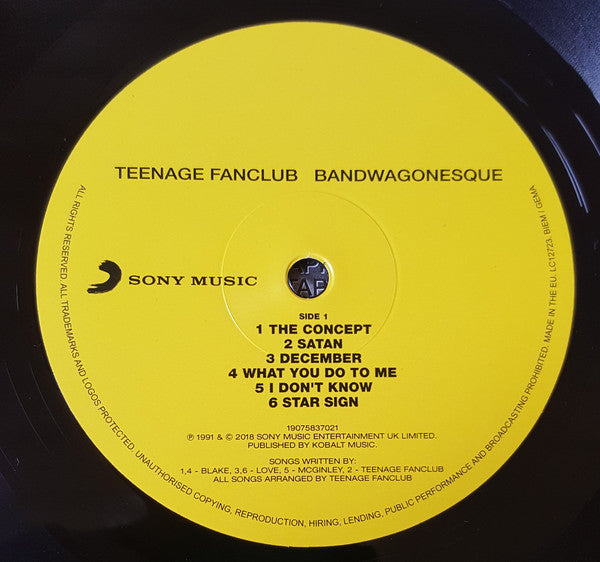 TEENAGE FANCLUB BANDWAGONESQUE
SONY MUSIC
SIDE 1
1 THE CONCEPT
2 SATAN
3 DECEMBER
4 WHAT YOU DO TO ME
5 I DON'T KNOW
6 STAR SIGN
19075837021
℗ 1991 & © 2018 SONY MUSIC ENTERTAINMENT UK LIMITED.
PUBLISHED BY KOBALT MUSIC.
SONGS WRITTEN BY:
1,4 - BLAKE, 3,6 - LOVE, 5 - MCGINLEY, 2 - TEENAGE FANCLUB
ALL SONGS ARRANGED BY TEENAGE FANCLUB
ALL RIGHTS RESERVED. ALL TRADEMARKS AND LOGOS PROTECTED. UNAUTHORISED COPYING, REPRODUCTION, HIRING, LENDING, PUBLIC PERFORMANCE AND BROADCASTING PROHIBITED. MADE IN THE EU. LC12723. BIEM / GEMA